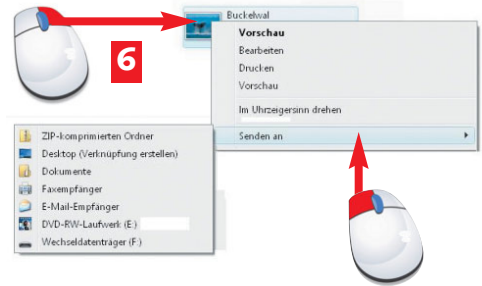 Buckelwal
6
Vorschau
Bearbeiten
Drucken
Vorschau
Im Uhrzeigersinn drehen
Senden an
ZIP-komprimierten Ordner
Desktop (Verknüpfung erstellen)
Dokumente
Faxempfänger
E-Mail-Empfänger
DVD-RW-Laufwerk (E:)
Wechseldatenträger (F:)